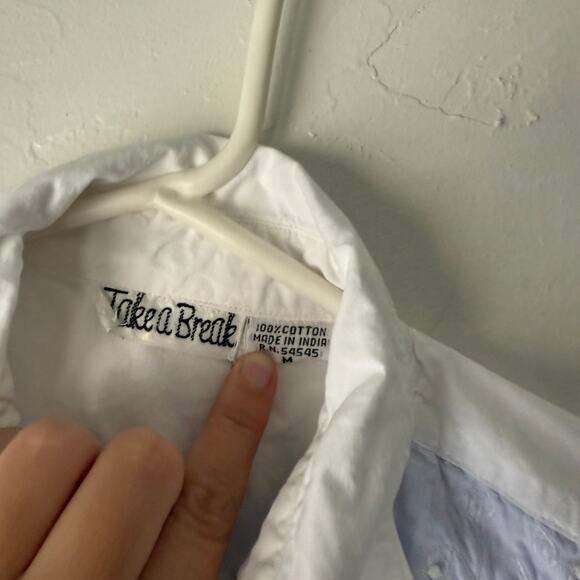 Take a Break
100% COTTON
MADE IN INDIA
R.N. 54545
M